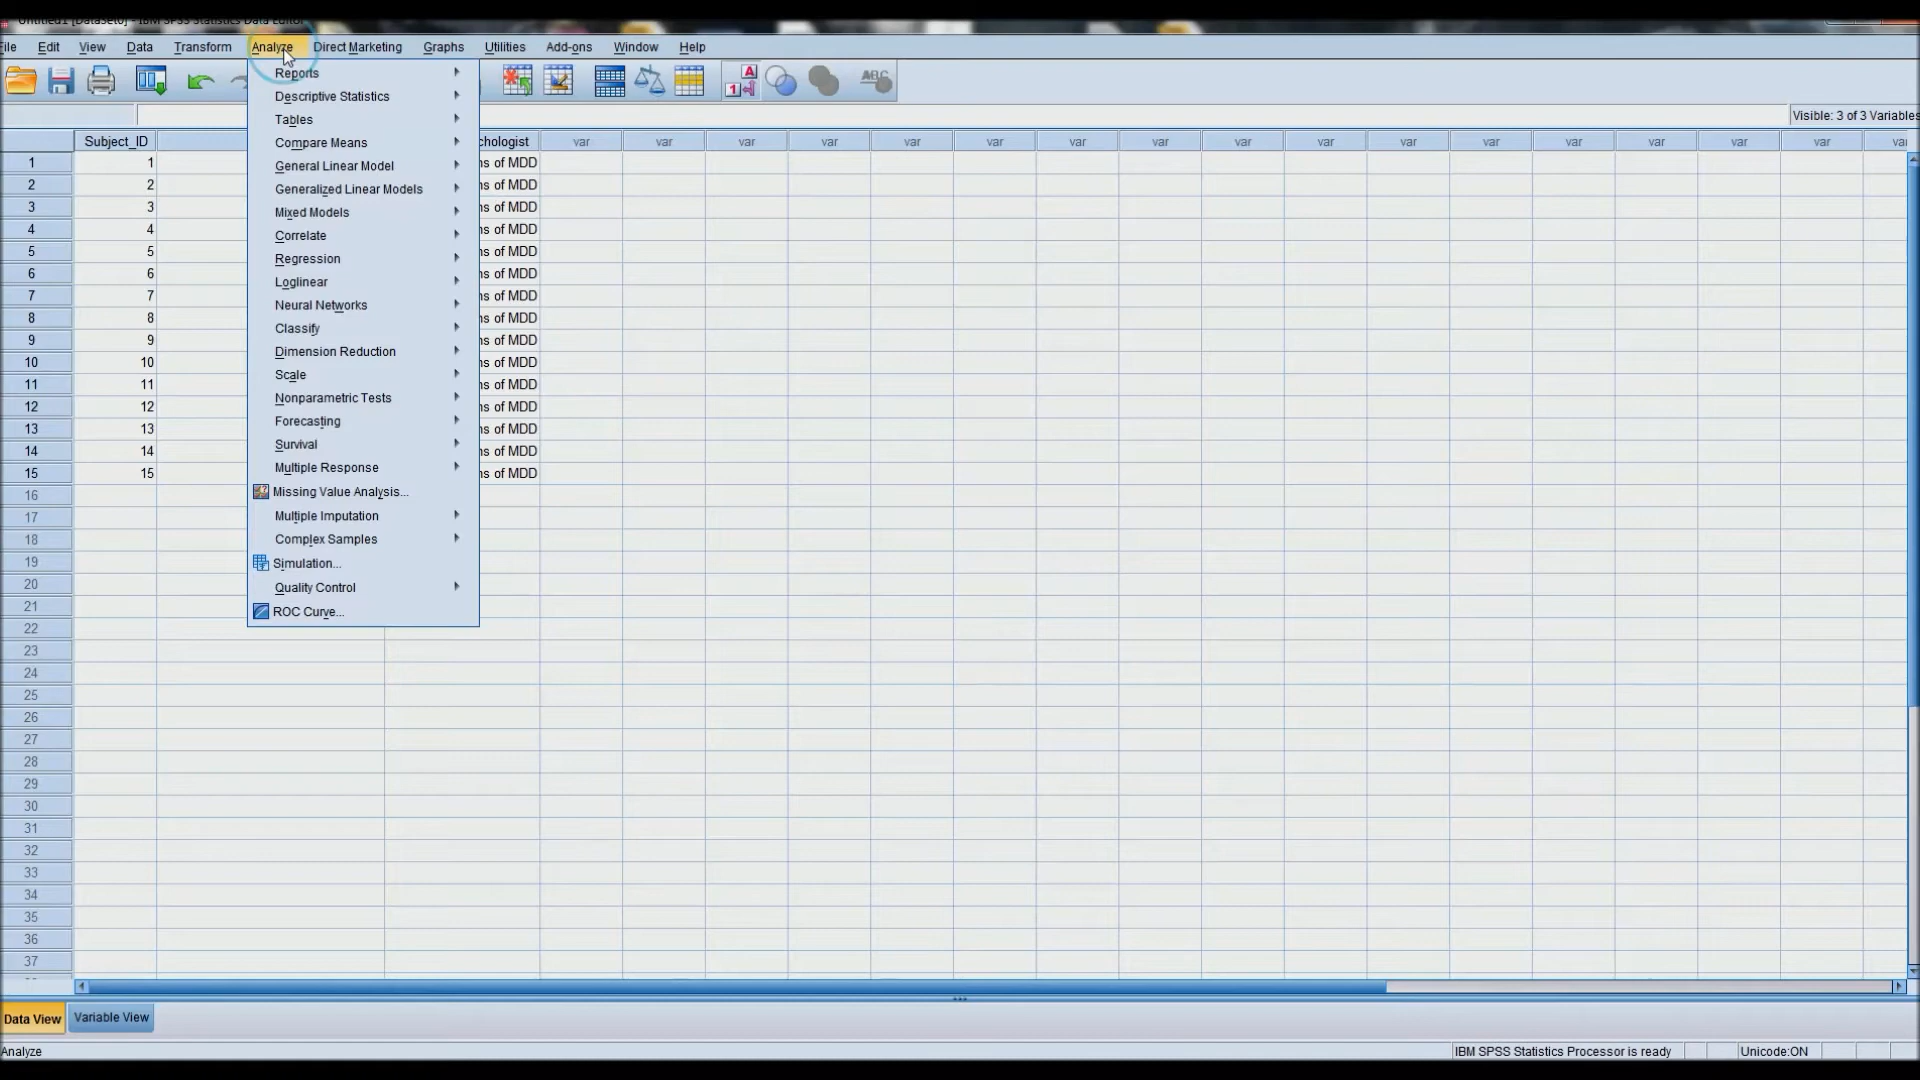 Untitled1 [DataSet0] - IBM SPSS Statistics Data Editor
File Edit View Data Transform Analyze Direct Marketing Graphs Utilities Add-ons Window Help
Visible: 3 of 3 Variables
Subject_ID chologist var var var var var var var var var var var var var var var var
Reports
Descriptive Statistics
Tables
Compare Means
General Linear Model
Generalized Linear Models
Mixed Models
Correlate
Regression
Loglinear
Neural Networks
Classify
Dimension Reduction
Scale
Nonparametric Tests
Forecasting
Survival
Multiple Response
Missing Value Analysis...
Multiple Imputation
Complex Samples
Simulation...
Quality Control
ROC Curve...
1 1 ns of MDD
2 2 ns of MDD
3 3 ns of MDD
4 4 ns of MDD
5 5 ns of MDD
6 6 ns of MDD
7 7 ns of MDD
8 8 ns of MDD
9 9 ns of MDD
10 10 ns of MDD
11 11 ns of MDD
12 12 ns of MDD
13 13 ns of MDD
14 14 ns of MDD
15 15 ns of MDD
16
17
18
19
20
21
22
23
24
25
26
27
28
29
30
31
32
33
34
35
36
37
Data View Variable View
Analyze IBM SPSS Statistics Processor is ready Unicode:ON